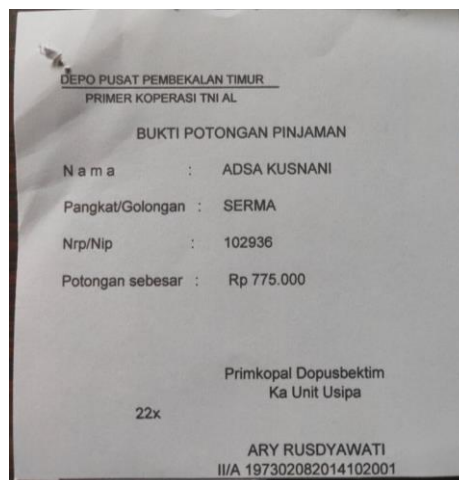 DEPO PUSAT PEMBEKALAN TIMUR
PRIMER KOPERASI TNI AL
BUKTI POTONGAN PINJAMAN
N a m a : ADSA KUSNANI
Pangkat/Golongan : SERMA
Nrp/Nip : 102936
Potongan sebesar : Rp 775.000
Primkopal Dopusbektim
Ka Unit Usipa
22x
ARY RUSDYAWATI
II/A 197302082014102001